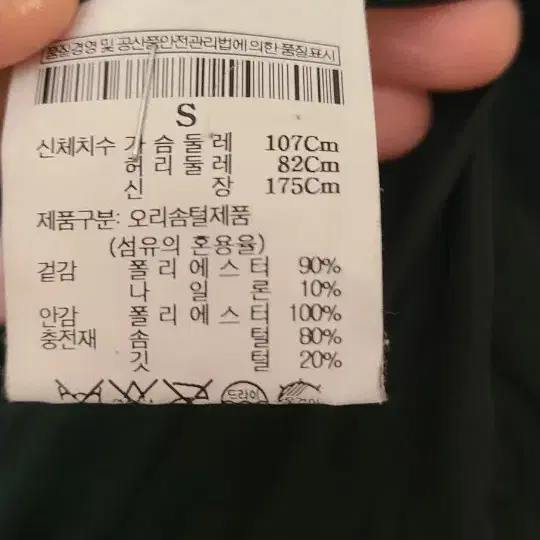 품질경영 및 공산품안전관리법에 의한 품질표시
S
신체치수 가 슴 둘 레 107Cm
허 리 둘 레 82Cm
신 장 175Cm
제품구분: 오리솜털제품
(섬유의 혼용율)
겉감 폴 리 에 스 터 90%
나 일 론 10%
안감 폴 리 에 스 터 100%
충전재 솜 털 80%
깃 털 20%
드라이